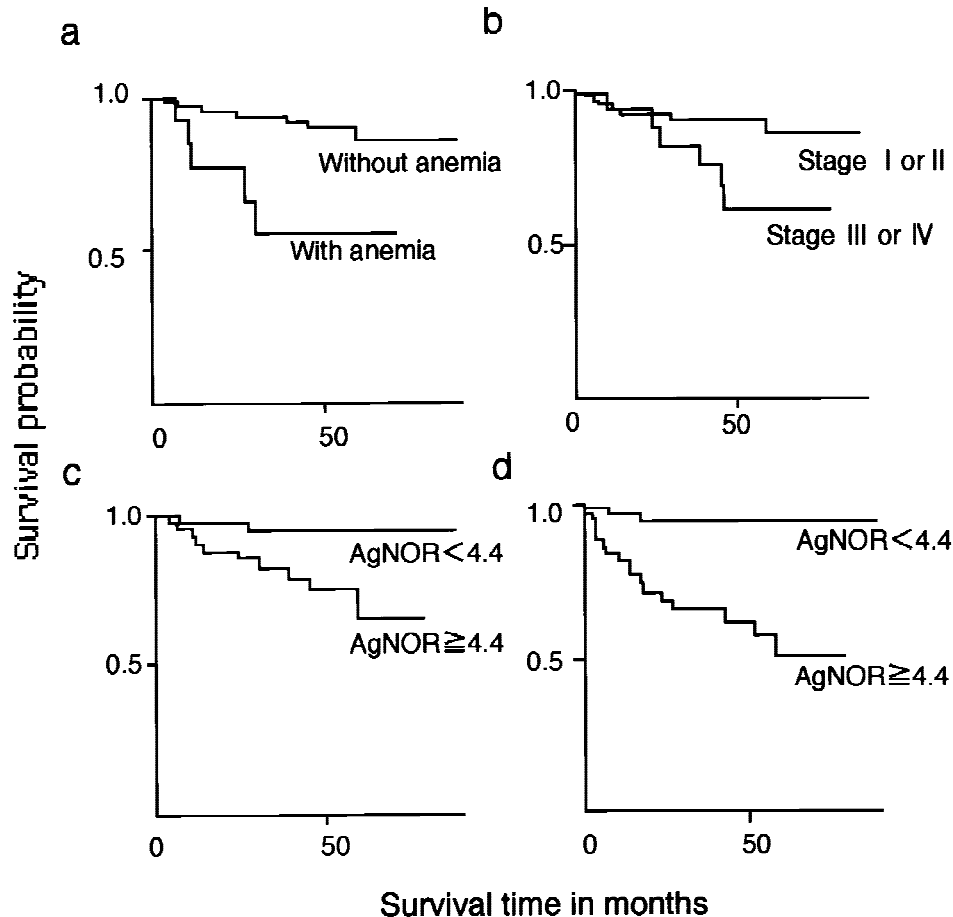 a
1.0
Without anemia
With anemia
0.5
0
50
b
1.0
Stage I or II
Stage III or IV
0.5
0
50
Survival probability
c
1.0
AgNOR<4.4
AgNOR≧4.4
0.5
0
50
d
1.0
AgNOR<4.4
0.5
AgNOR≧4.4
0
50
Survival time in months